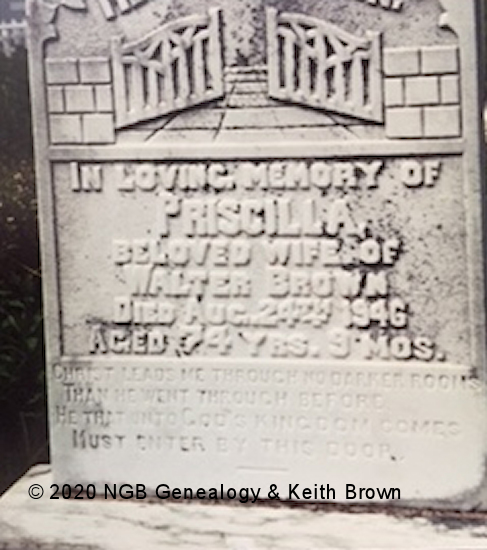 IN LOVING MEMORY OF
PRISCILLA,
BELOVED WIFE OF
WALTER BROWN
DIED AUG. 24TH 1946
AGED 74 YRS. 9 MOS.
CHRIST LEADS ME THROUGH NO DARKER ROOMS
THAN HE WENT THROUGH BEFORE
HE THAT INTO GOD'S KINGDOM COMES
MUST ENTER BY THIS DOOR.
© 2020 NGB Genealogy & Keith Brown